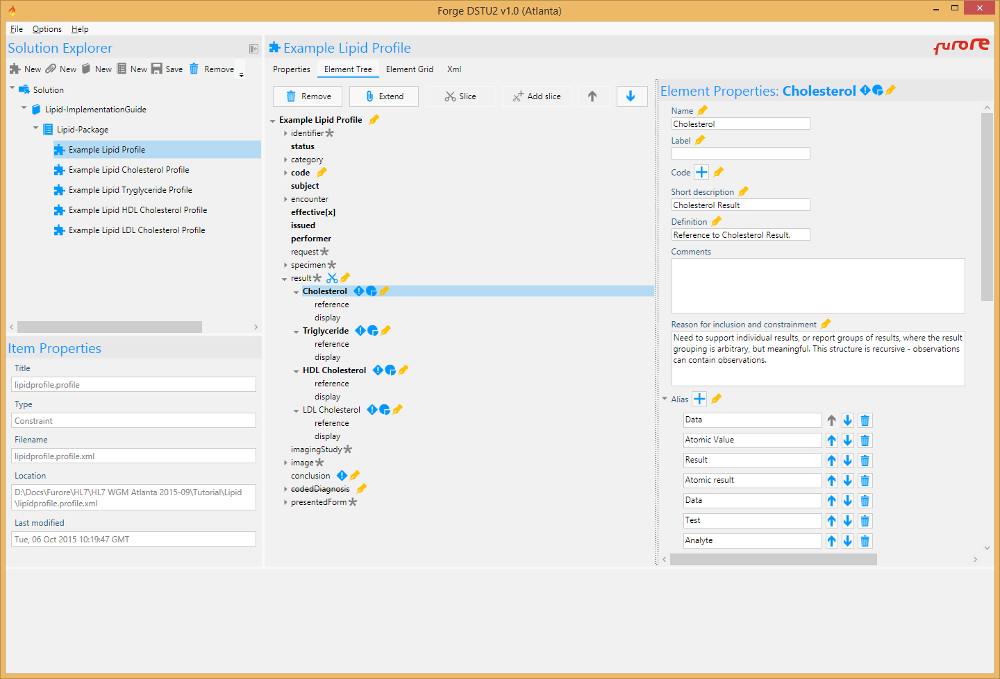 Forge DSTU2 v1.0 (Atlanta)
File Options Help
Solution Explorer
New New New New Save Remove
Solution
Lipid-ImplementationGuide
Lipid-Package
Example Lipid Profile
Example Lipid Cholesterol Profile
Example Lipid Tryglyceride Profile
Example Lipid HDL Cholesterol Profile
Example Lipid LDL Cholesterol Profile
Item Properties
Title
lipidprofile.profile
Type
Constraint
Filename
lipidprofile.profile.xml
Location
D:\Docs\Furore\HL7\HL7 WGM Atlanta 2015-09\Tutorial\Lipid
\lipidprofile.profile.xml
Last modified
Tue, 06 Oct 2015 10:19:47 GMT
Example Lipid Profile
furore
Properties Element Tree Element Grid Xml
Remove Extend Slice Add slice
Example Lipid Profile
identifier
status
category
code
subject
encounter
effective[x]
issued
performer
request
specimen
result
Cholesterol
reference
display
Triglyceride
reference
display
HDL Cholesterol
reference
display
LDL Cholesterol
reference
display
imagingStudy
image
conclusion
codedDiagnosis
presentedForm
Element Properties: Cholesterol
Name
Cholesterol
Label
Code
Short description
Cholesterol Result
Definition
Reference to Cholesterol Result.
Comments
Reason for inclusion and constrainment
Need to support individual results, or report groups of results, where the result
grouping is arbitrary, but meaningful. This structure is recursive - observations
can contain observations.
Alias
Data
Atomic Value
Result
Atomic result
Data
Test
Analyte